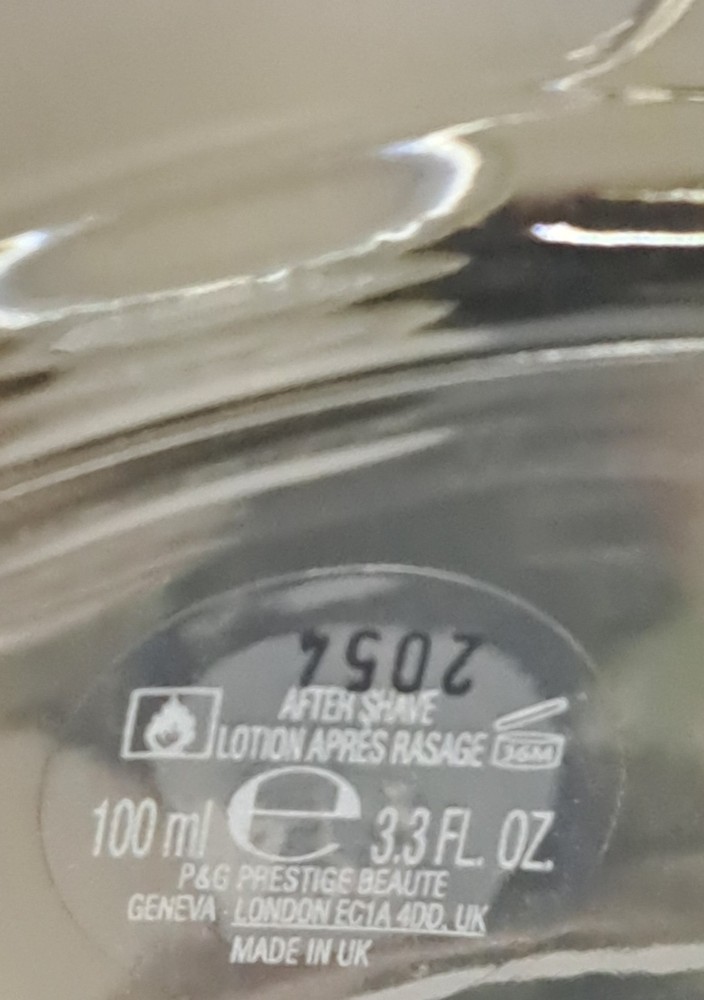 2054
AFTER SHAVE
LOTION APRÈS RASAGE 36M
100 ml e 3.3 FL. OZ.
P&G PRESTIGE BEAUTE
GENEVA · LONDON EC1A 4DD, UK
MADE IN UK